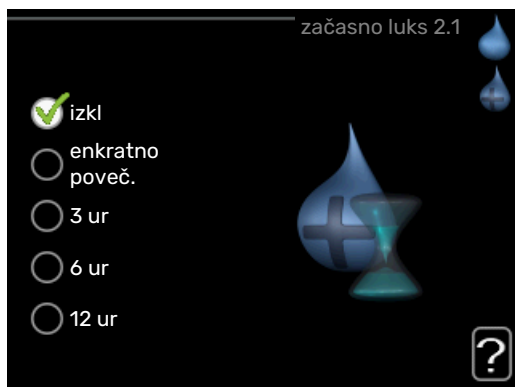 začasno luks 2.1
izkl
enkratno
poveč.
3 ur
6 ur
12 ur
?